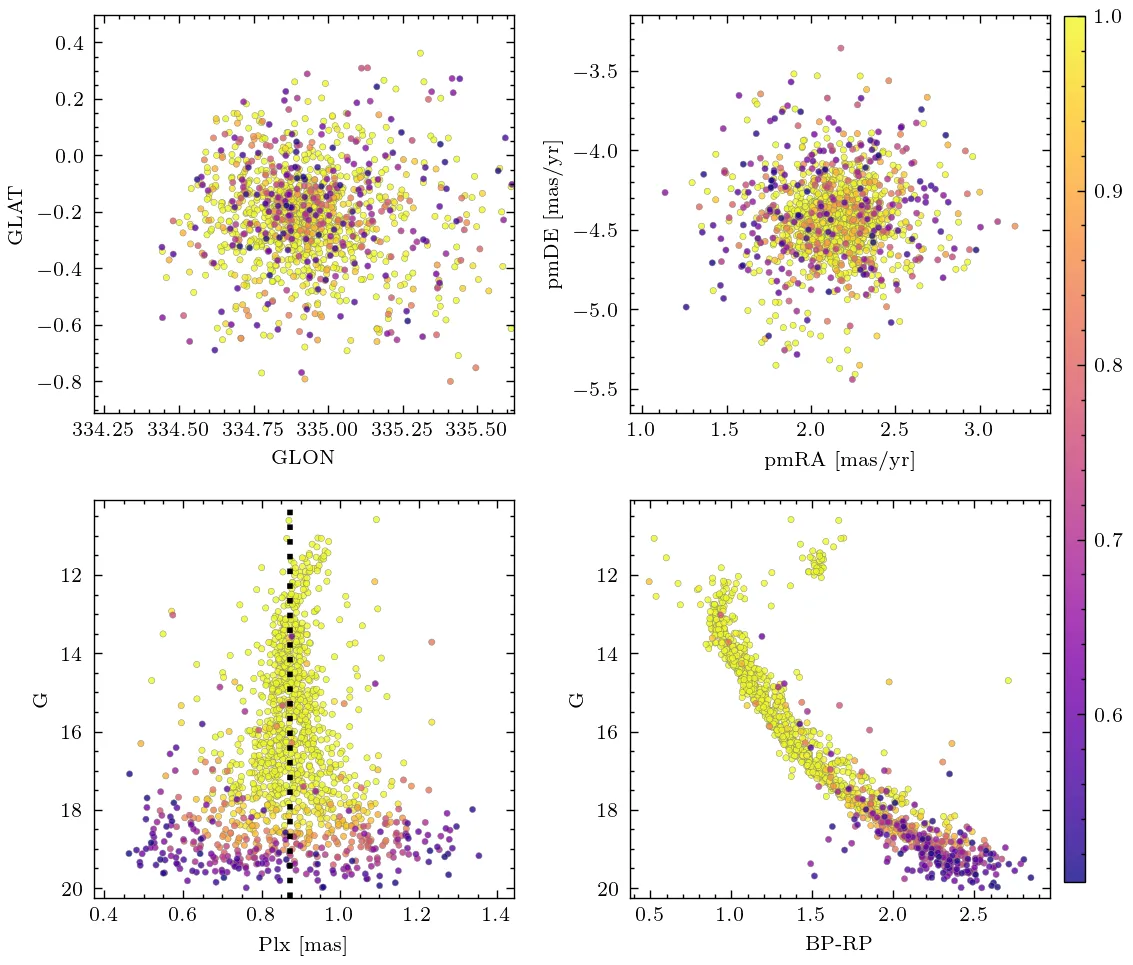 0.4
0.2
0.0
−0.2
−0.4
−0.6
−0.8
GLAT
334.25 334.50 334.75 335.00 335.25 335.50
GLON
−3.5
−4.0
−4.5
−5.0
−5.5
pmDE [mas/yr]
1.0 1.5 2.0 2.5 3.0
pmRA [mas/yr]
12
14
16
18
20
G
0.4 0.6 0.8 1.0 1.2 1.4
Plx [mas]
12
14
16
18
20
G
0.5 1.0 1.5 2.0 2.5
BP-RP
1.0
0.9
0.8
0.7
0.6